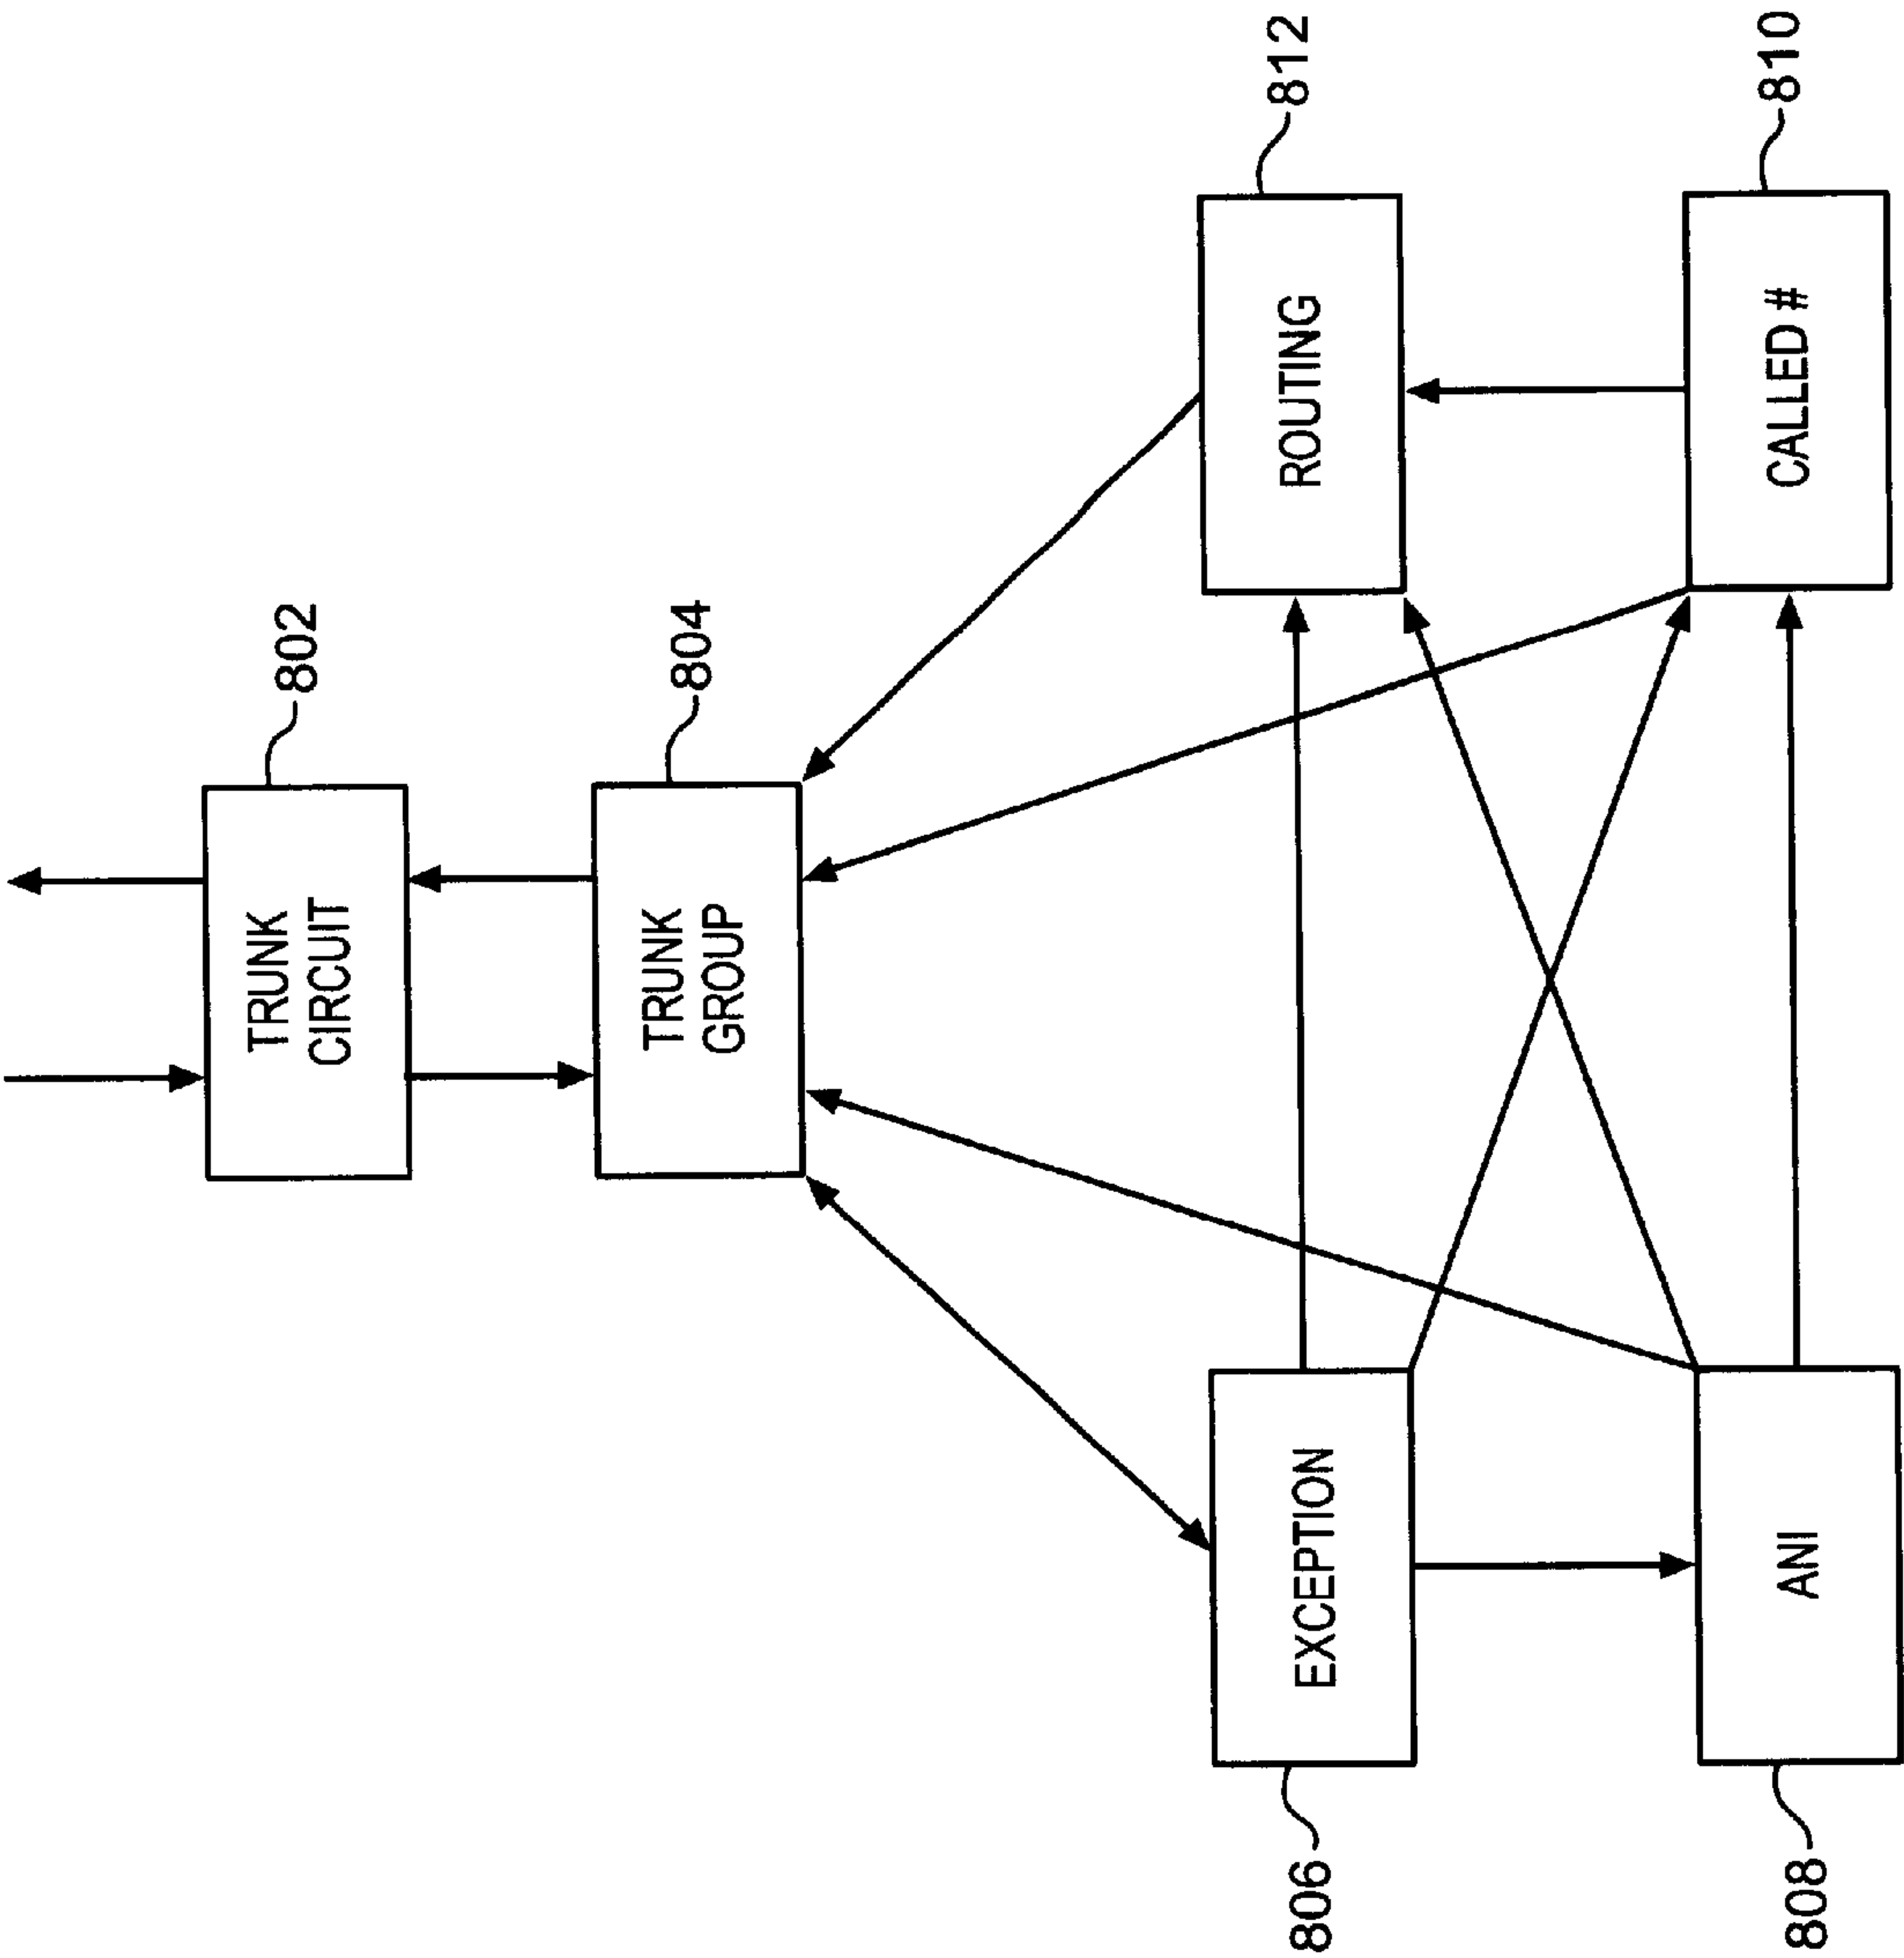 802
TRUNK
CIRCUIT
804
TRUNK
GROUP
806
EXCEPTION
ROUTING
812
808
ANI
CALLED #
810